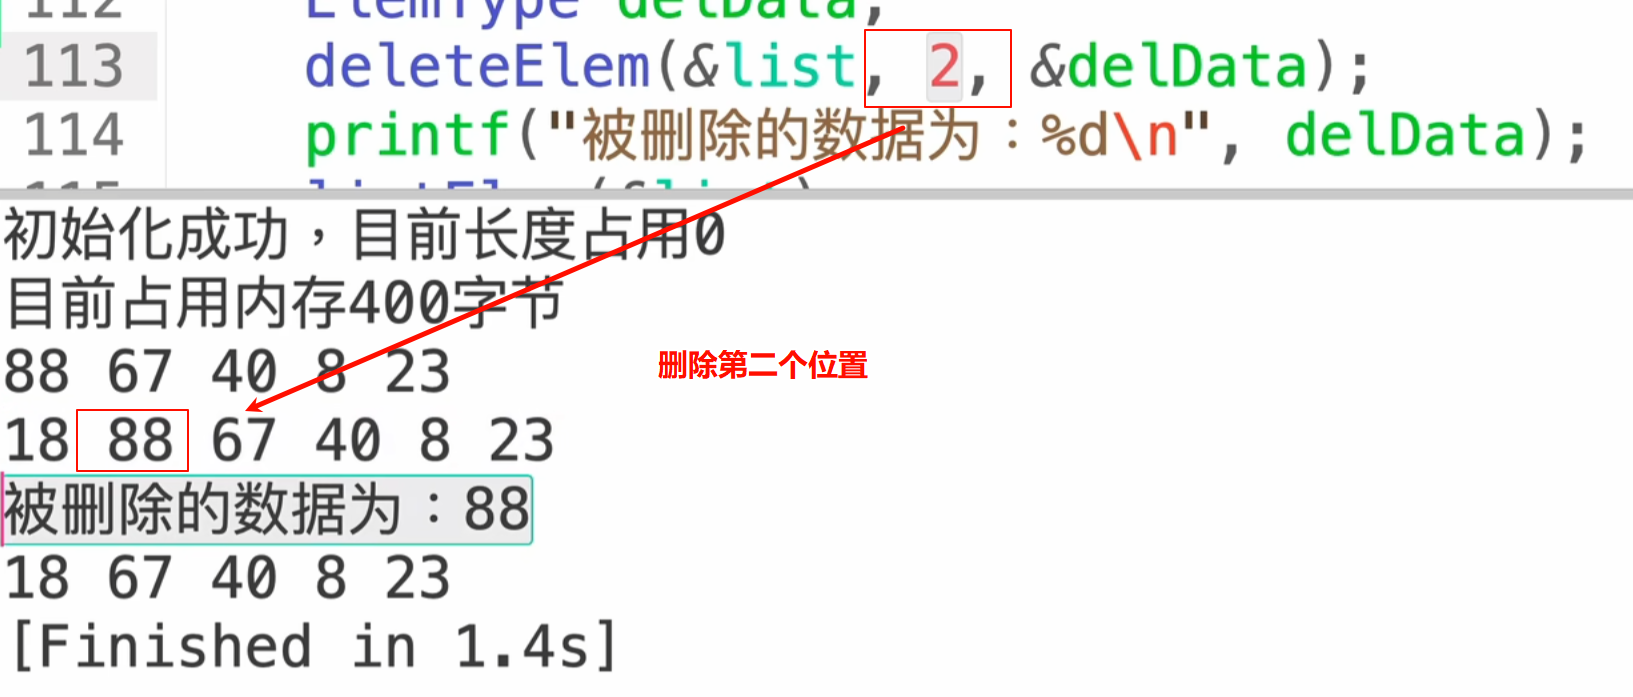 112 ElemType delData;
113 deleteElem(&list, 2, &delData);
114 printf("被删除的数据为：%d\n", delData);
初始化成功，目前长度占用0
目前占用内存400字节
88 67 40 8 23
删除第二个位置
18 88 67 40 8 23
被删除的数据为：88
18 67 40 8 23
[Finished in 1.4s]